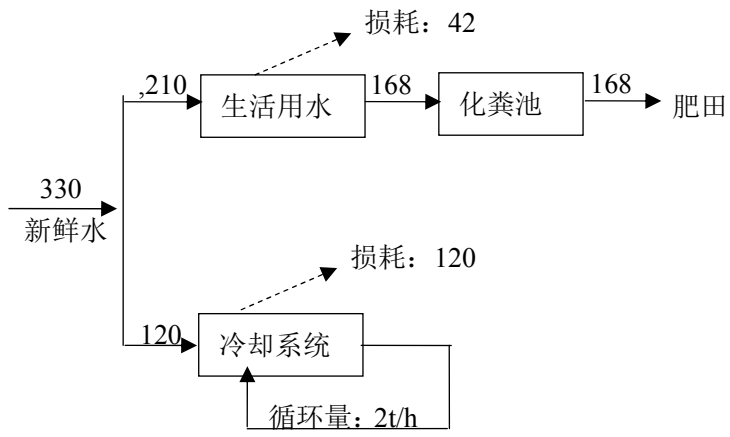 损耗：42
,210
生活用水
168
化粪池
168
肥田
330
新鲜水
损耗：120
120
冷却系统
循环量：2t/h